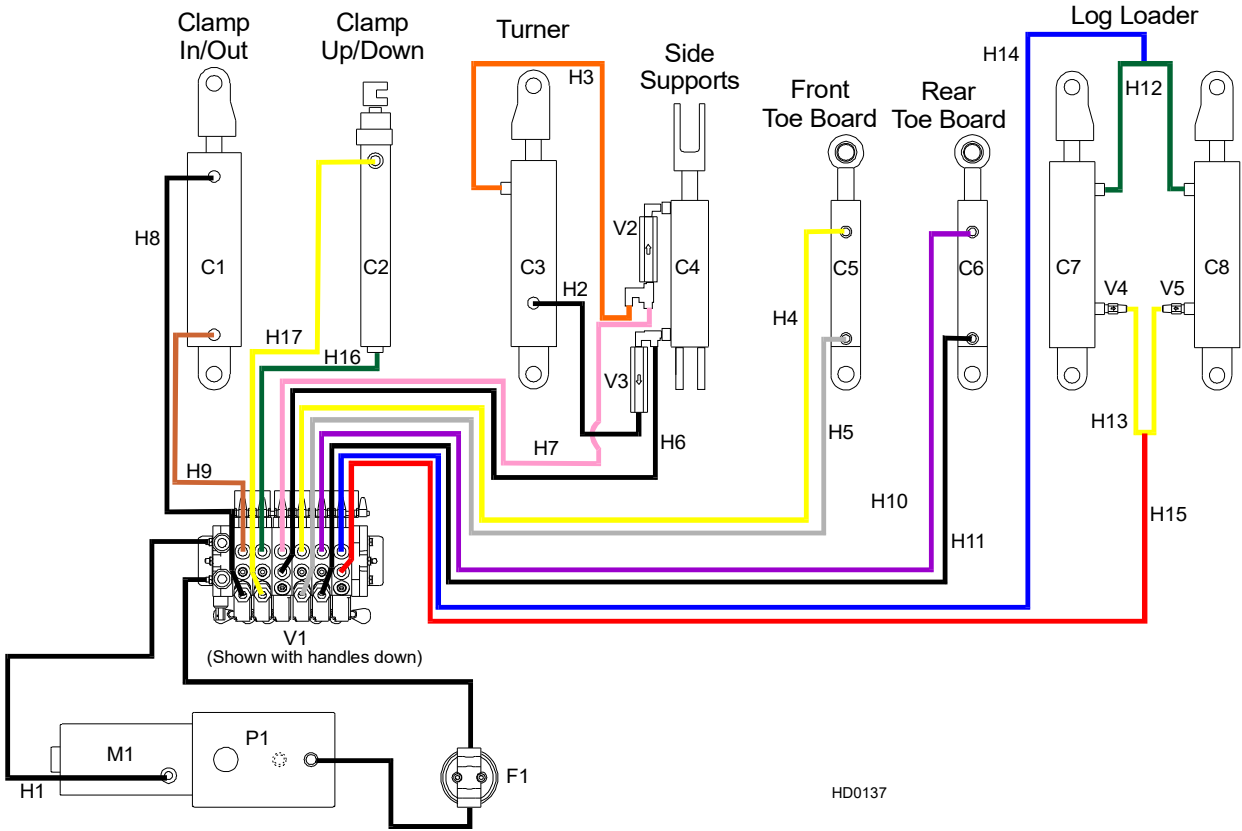 Clamp
In/Out
Clamp
Up/Down
Turner
Side
Supports
Front
Toe Board
Rear
Toe Board
Log Loader
H3
H14
H12
H8
V2
C1
C2
C3
C4
C5
C6
C7
C8
V4
V5
H2
H4
H17
H16
V3
H13
H5
H7
H6
H9
H10
H15
H11
V1
(Shown with handles down)
M1
P1
F1
H1
HD0137